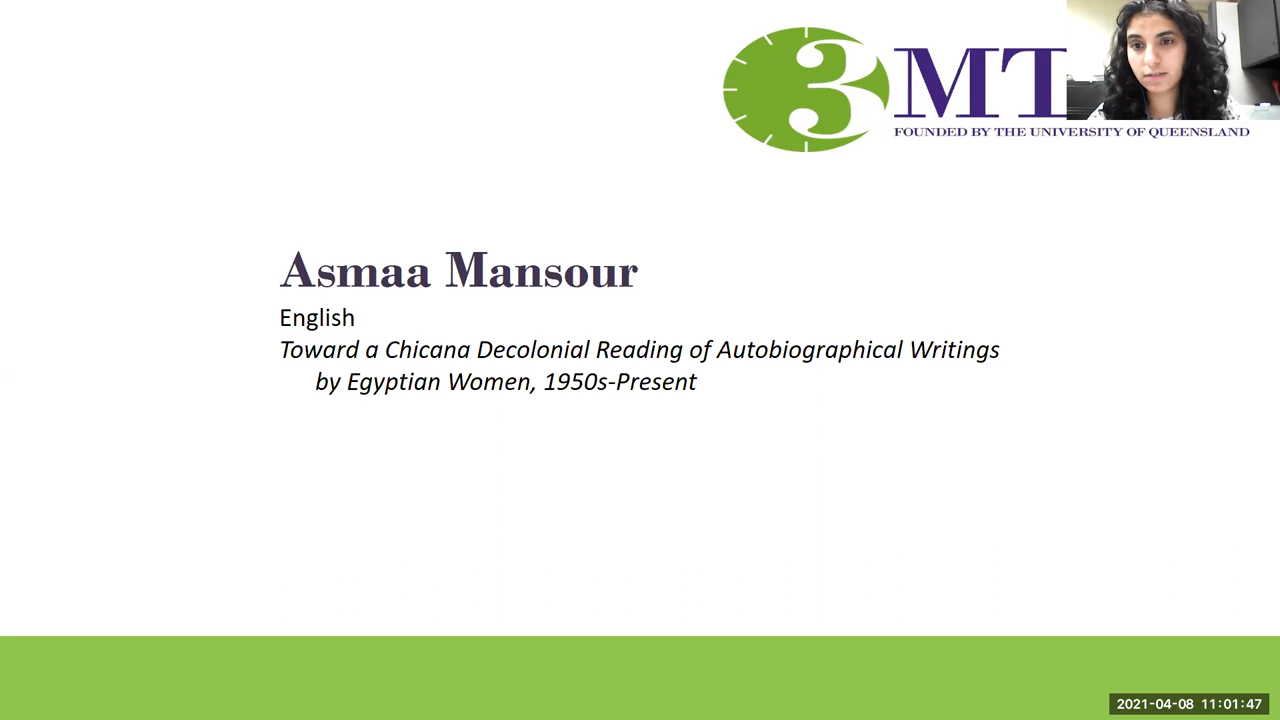 3MT
FOUNDED BY THE UNIVERSITY OF QUEENSLAND
Asmaa Mansour
English
Toward a Chicana Decolonial Reading of Autobiographical Writings
by Egyptian Women, 1950s-Present
2021-04-08 11:01:47